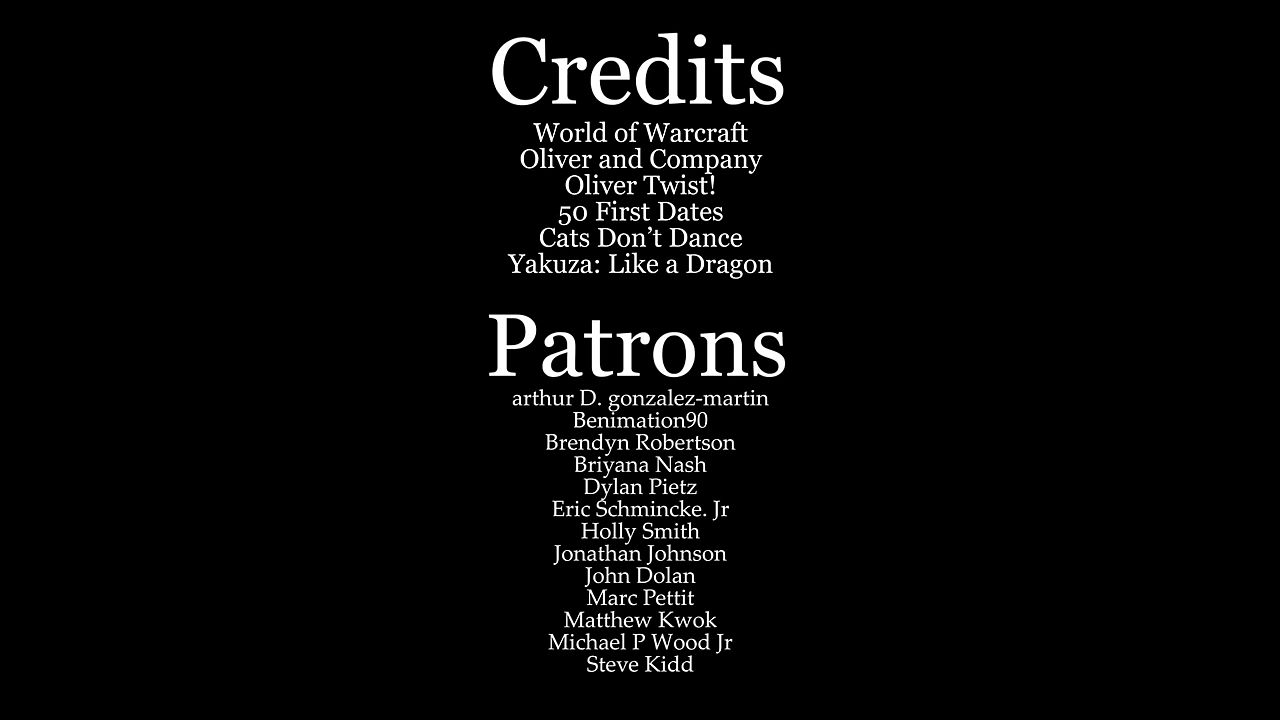 Credits
World of Warcraft
Oliver and Company
Oliver Twist!
50 First Dates
Cats Don’t Dance
Yakuza: Like a Dragon
Patrons
arthur D. gonzalez-martin
Benimation90
Brendyn Robertson
Briyana Nash
Dylan Pietz
Eric Schmincke. Jr
Holly Smith
Jonathan Johnson
John Dolan
Marc Pettit
Matthew Kwok
Michael P Wood Jr
Steve Kidd